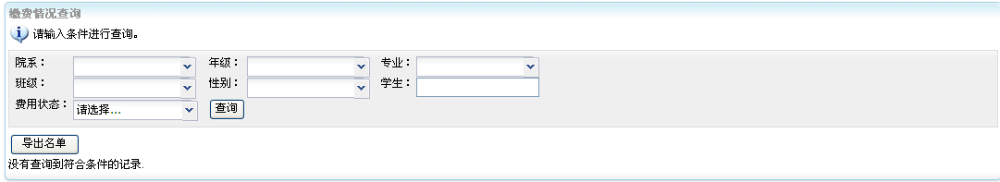 缴费情况查询
请输入条件进行查询。
院系： 年级： 专业：
班级： 性别： 学生：
费用状态： 请选择... 查询
导出名单
没有查询到符合条件的记录.